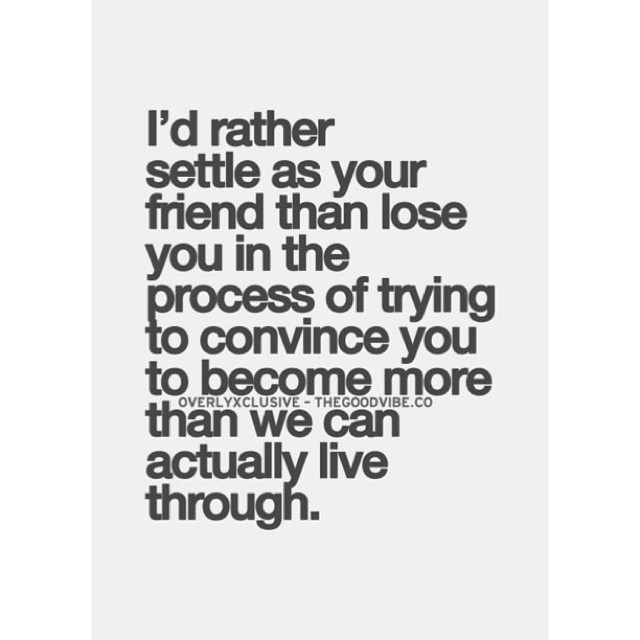 I'd rather
settle as your
friend than lose
you in the
process of trying
to convince you
to become more
OVERLYXCLUSIVE - THEGOODVIBE.CO
than we can
actually live
through.